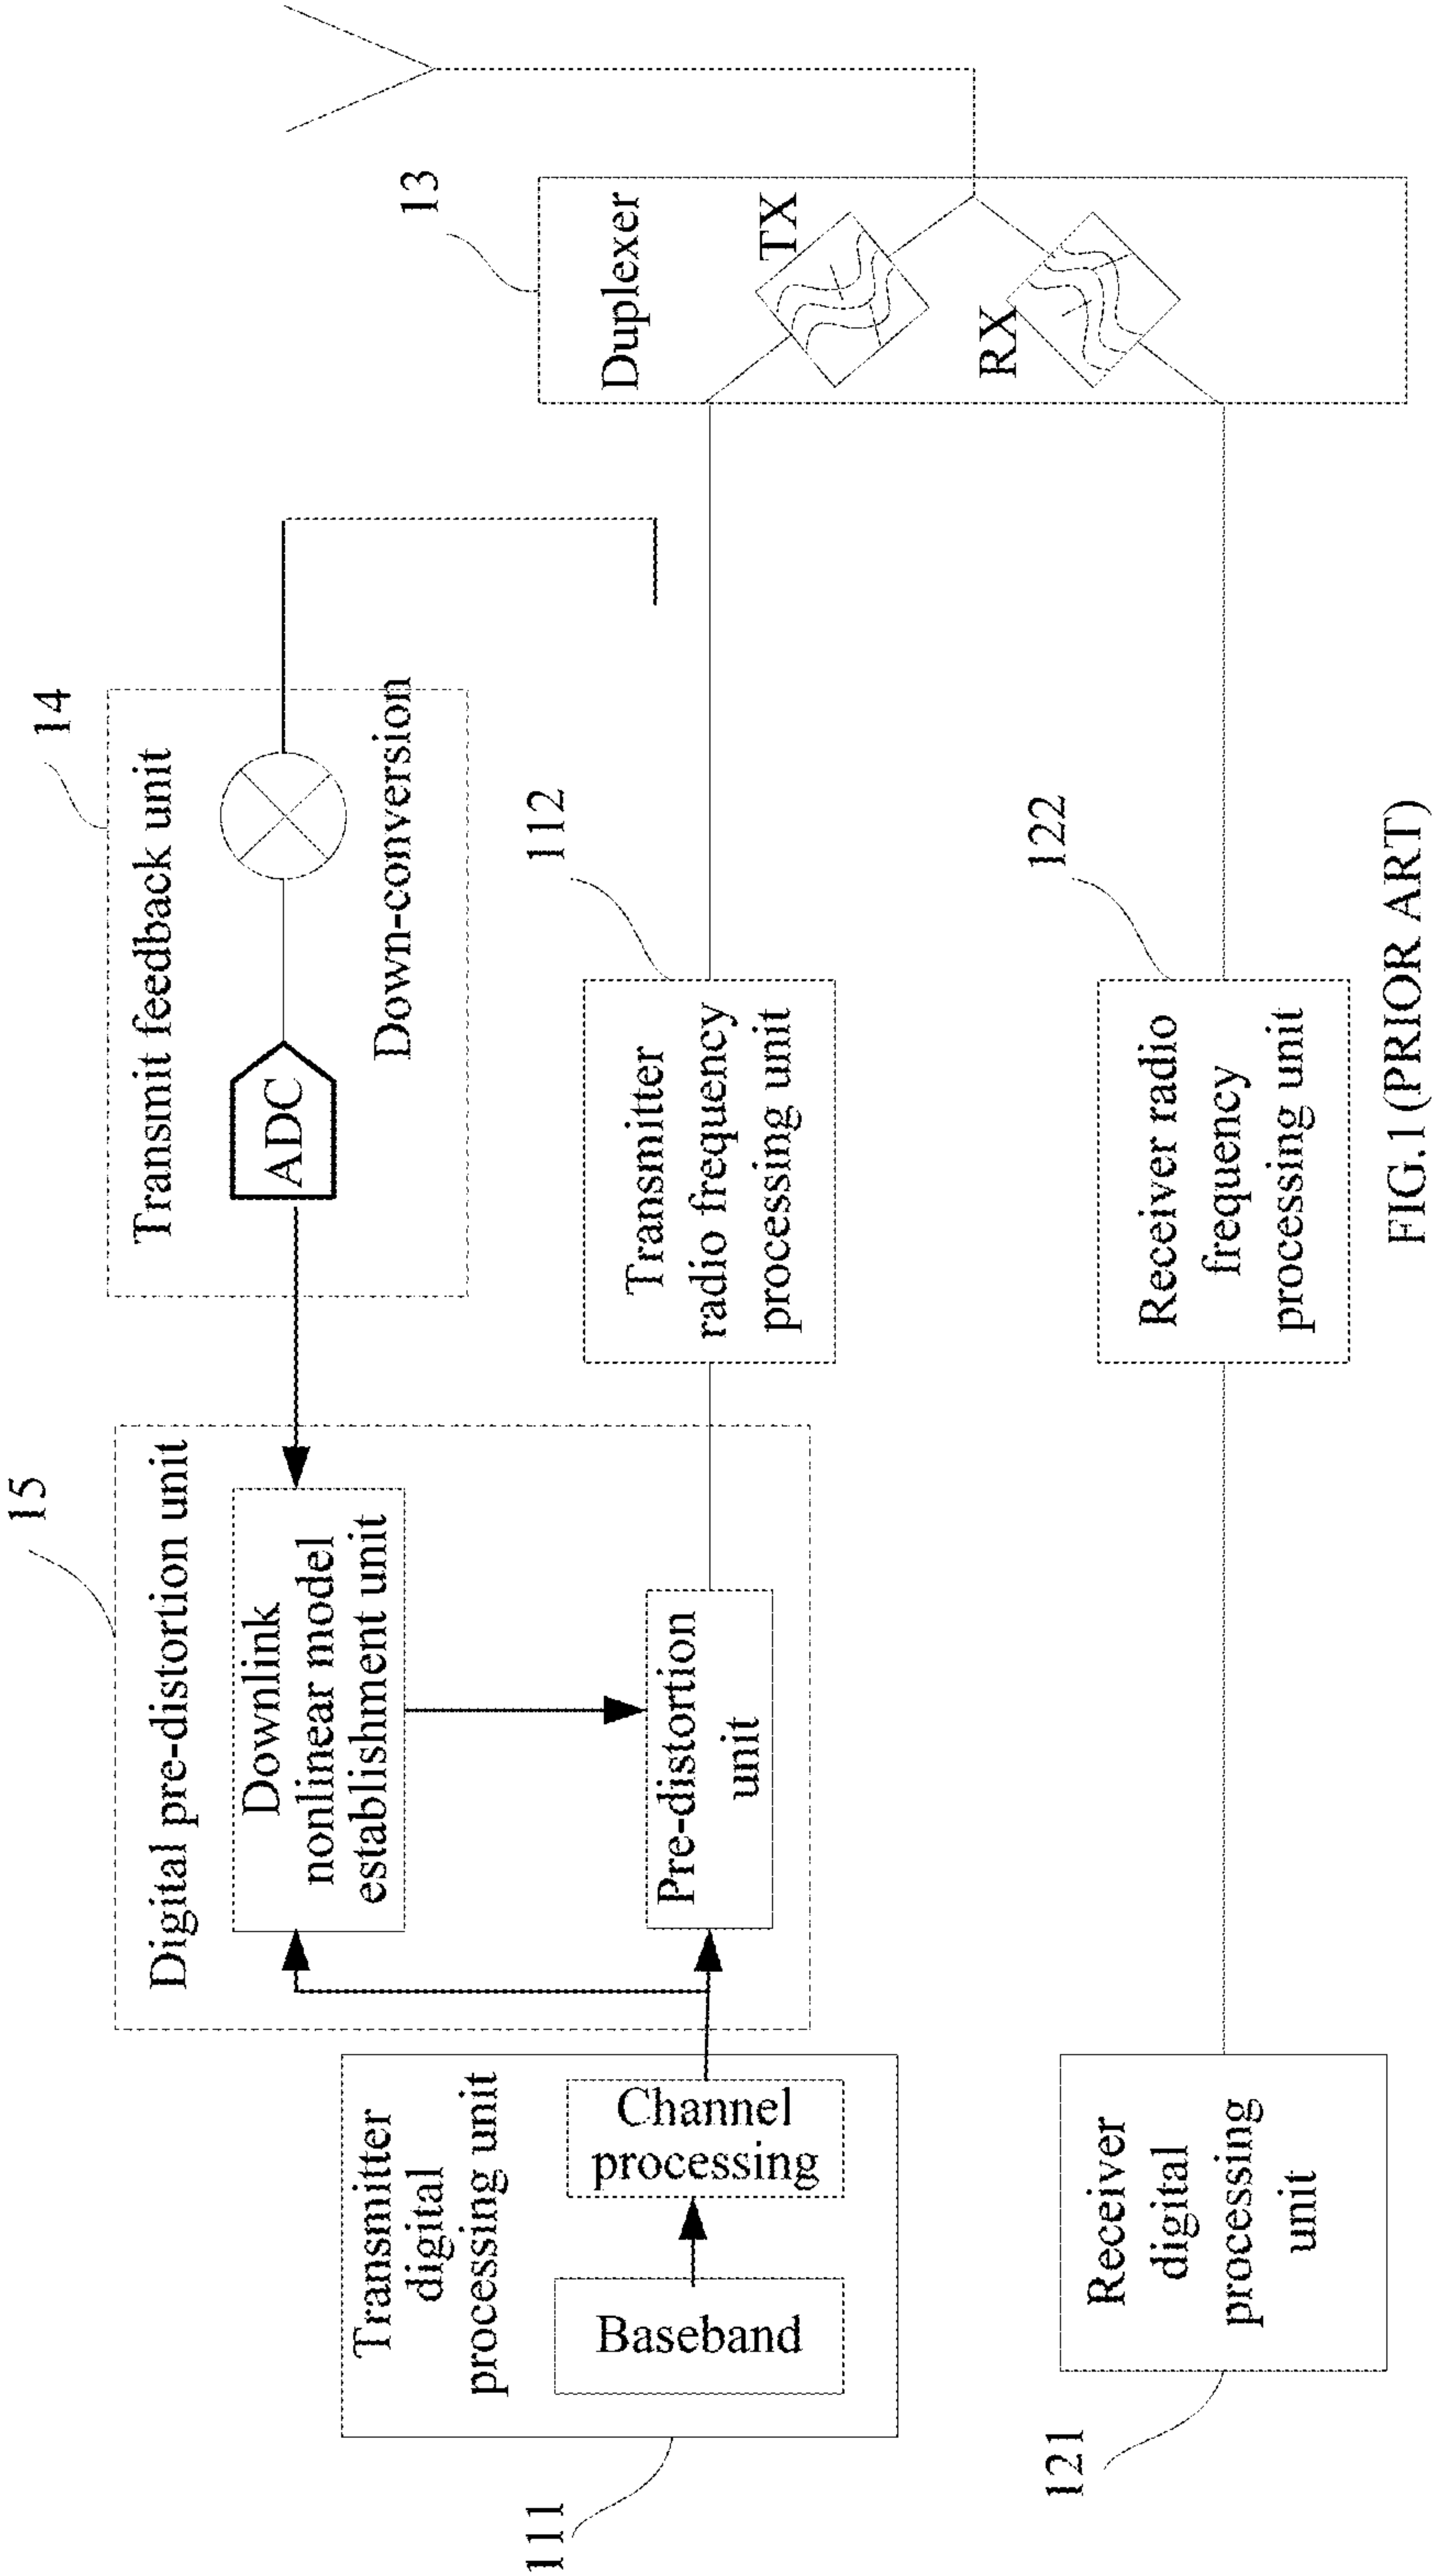 15
14
13
Digital pre-distortion unit
Transmit feedback unit
Duplexer
Downlink
nonlinear model
establishment unit
ADC
Down-conversion
TX
RX
Transmitter
digital
processing unit
Baseband
Channel
processing
Pre-distortion
unit
Transmitter
radio frequency
processing unit
112
111
Receiver
digital
processing
unit
121
Receiver radio
frequency
processing unit
122
FIG.1(PRIOR ART)